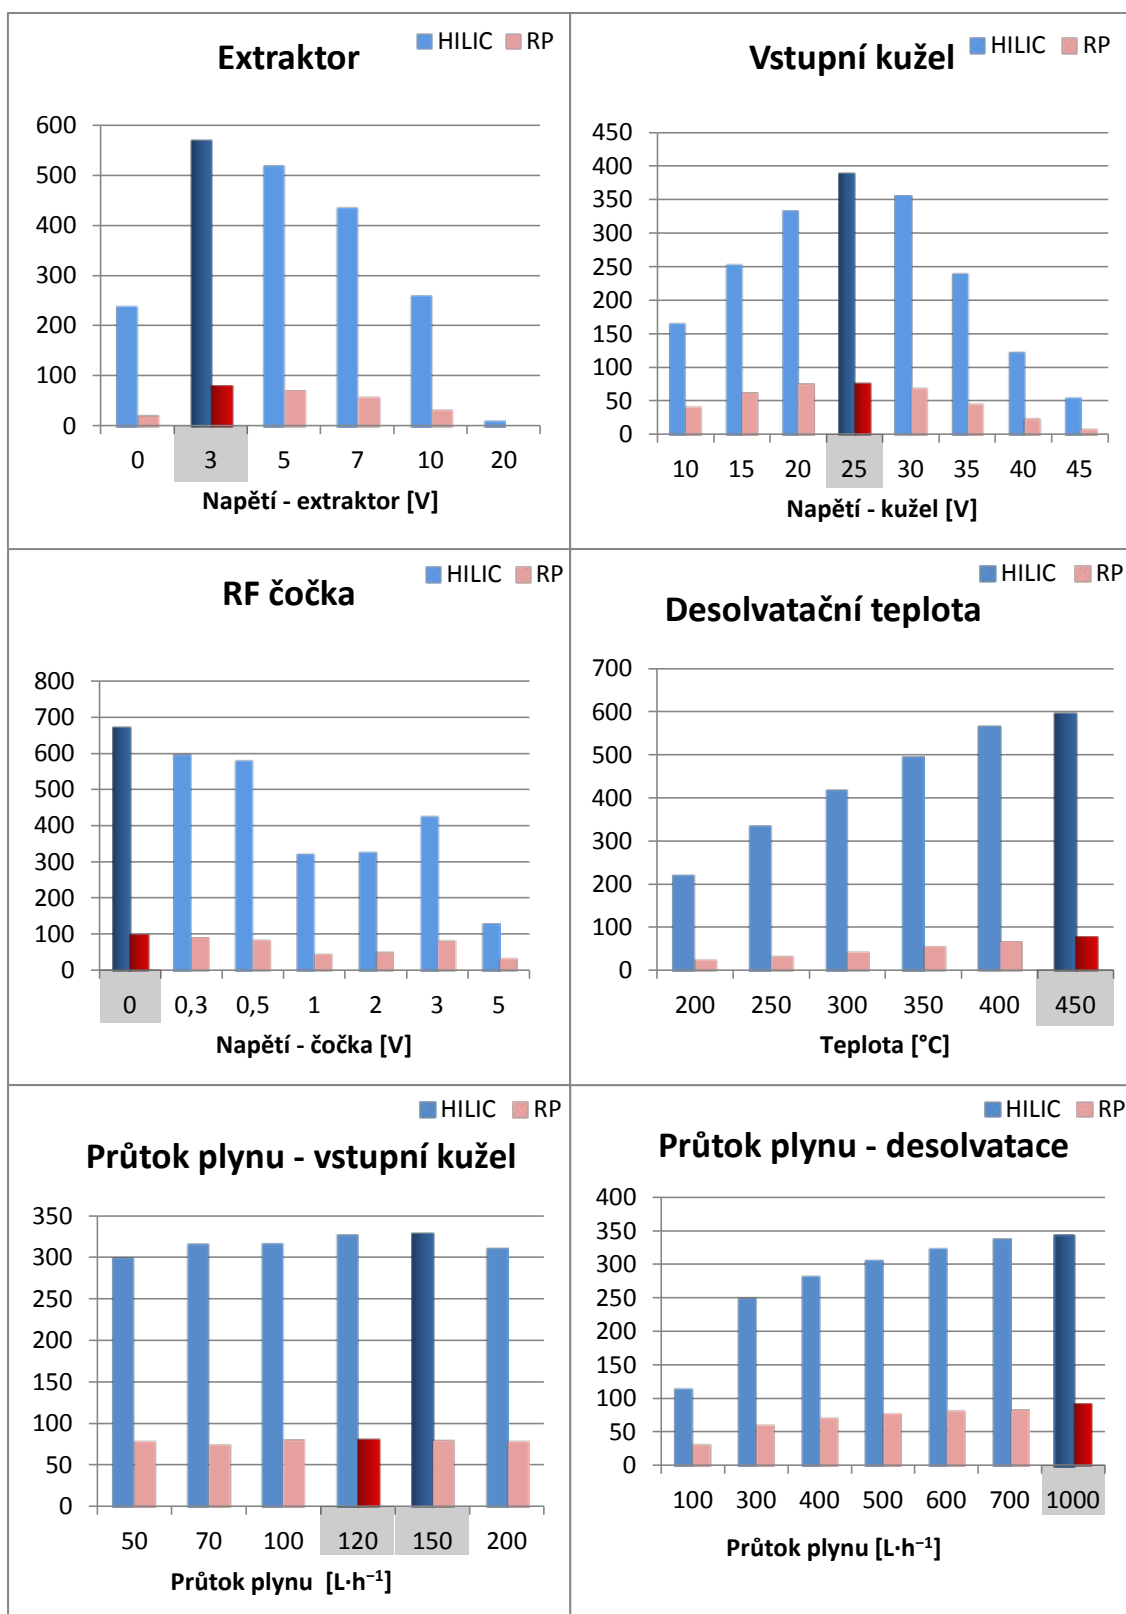 Extraktor
HILIC RP
600
500
400
300
200
100
0
0 3 5 7 10 20
Napětí - extraktor [V]
Vstupní kužel
HILIC RP
450
400
350
300
250
200
150
100
50
0
10 15 20 25 30 35 40 45
Napětí - kužel [V]
RF čočka
HILIC RP
800
700
600
500
400
300
200
100
0
0 0,3 0,5 1 2 3 5
Napětí - čočka [V]
HILIC RP
Desolvatační teplota
700
600
500
400
300
200
100
0
200 250 300 350 400 450
Teplota [°C]
HILIC RP
Průtok plynu - vstupní kužel
350
300
250
200
150
100
50
0
50 70 100 120 150 200
Průtok plynu [L·h⁻¹]
HILIC RP
Průtok plynu - desolvatace
400
350
300
250
200
150
100
50
0
100 300 400 500 600 700 1000
Průtok plynu [L·h⁻¹]